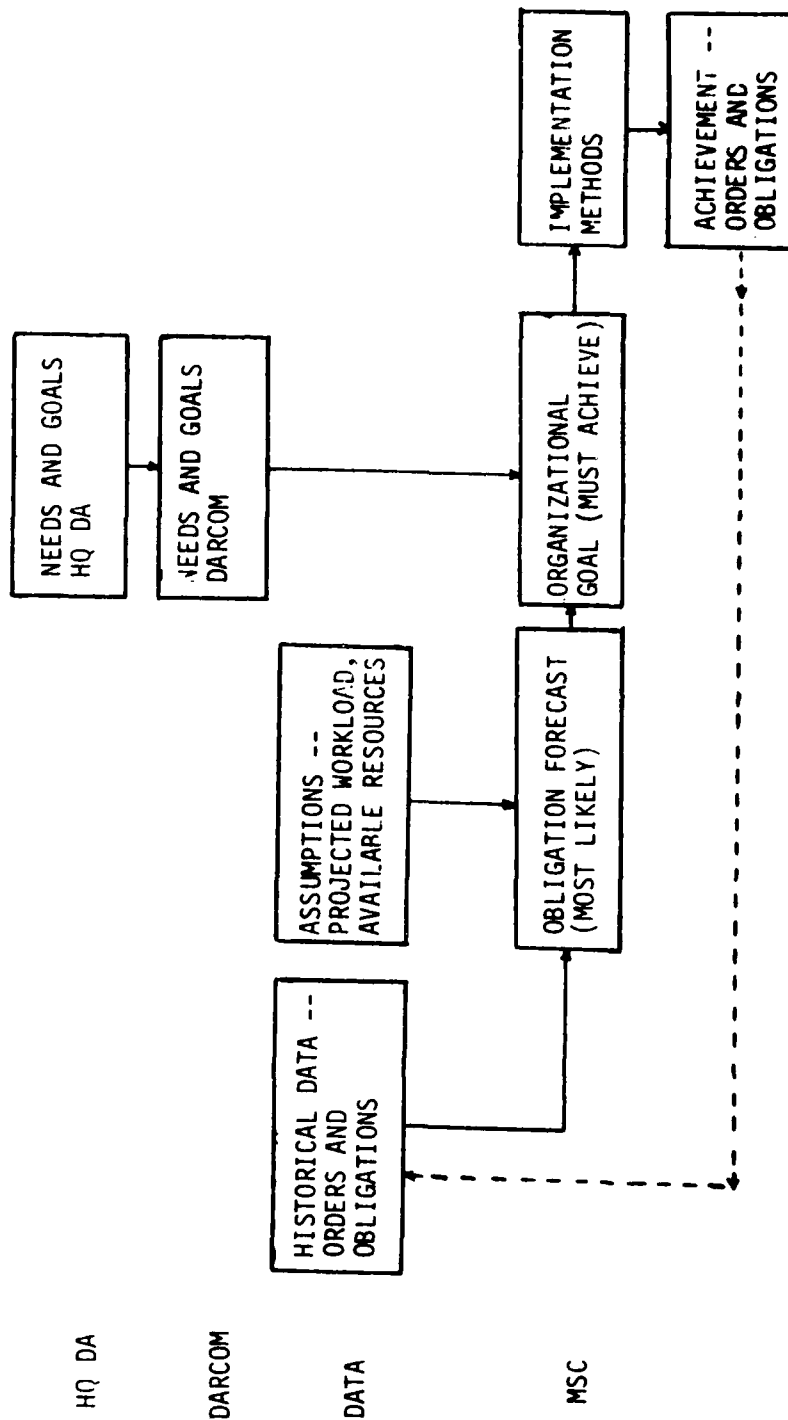 HQ DA
NEEDS AND GOALS
HQ DA
DARCOM
NEEDS AND GOALS
DARCOM
DATA
HISTORICAL DATA --
ORDERS AND
OBLIGATIONS
ASSUMPTIONS --
PROJECTED WORKLOAD,
AVAILABLE RESOURCES
MSC
OBLIGATION FORECAST
(MOST LIKELY)
ORGANIZATIONAL
GOAL (MUST ACHIEVE)
IMPLEMENTATION
METHODS
ACHIEVEMENT --
ORDERS AND
OBLIGATIONS